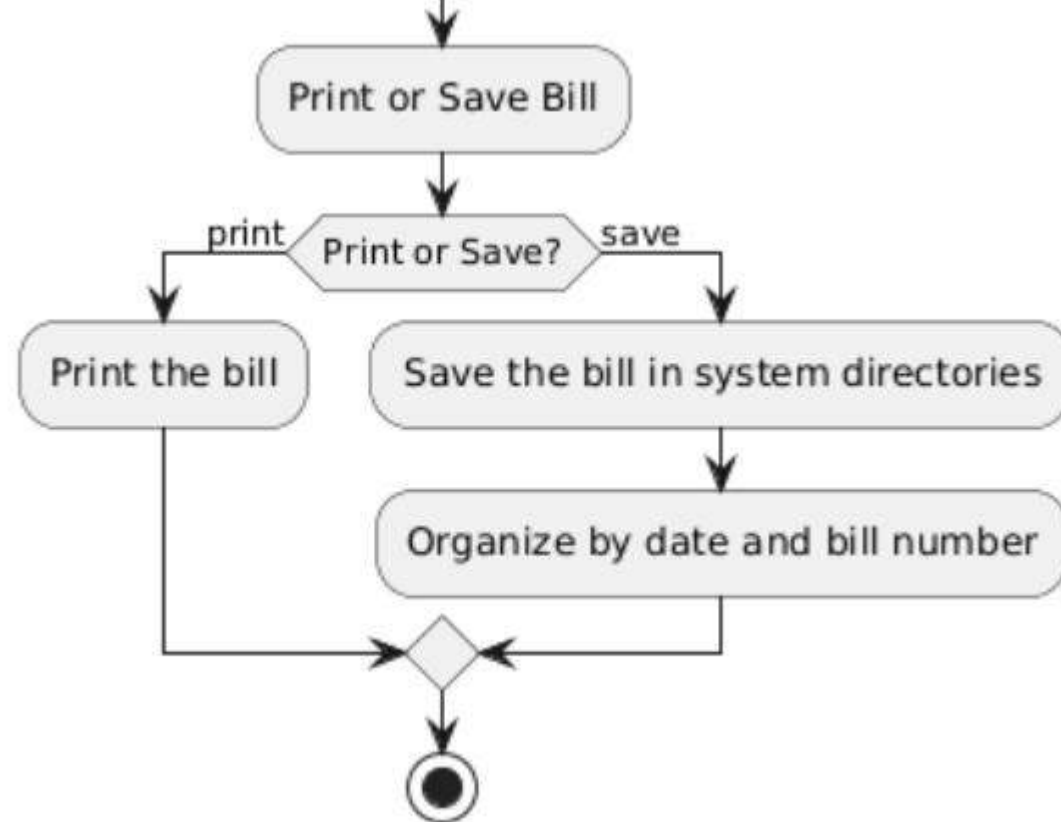 Print or Save Bill
print
Print or Save?
save
Print the bill
Save the bill in system directories
Organize by date and bill number